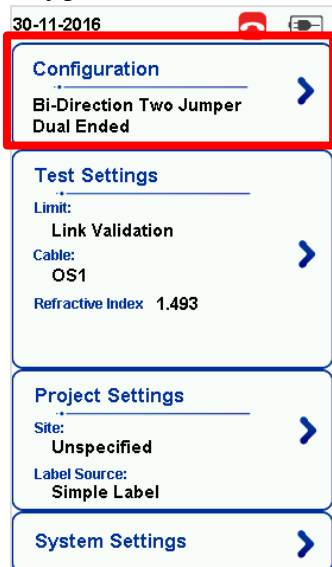 30-11-2016
Configuration
Bi-Direction Two Jumper
Dual Ended
Test Settings
Limit:
Link Validation
Cable:
OS1
Refractive Index 1.493
Project Settings
Site:
Unspecified
Label Source:
Simple Label
System Settings